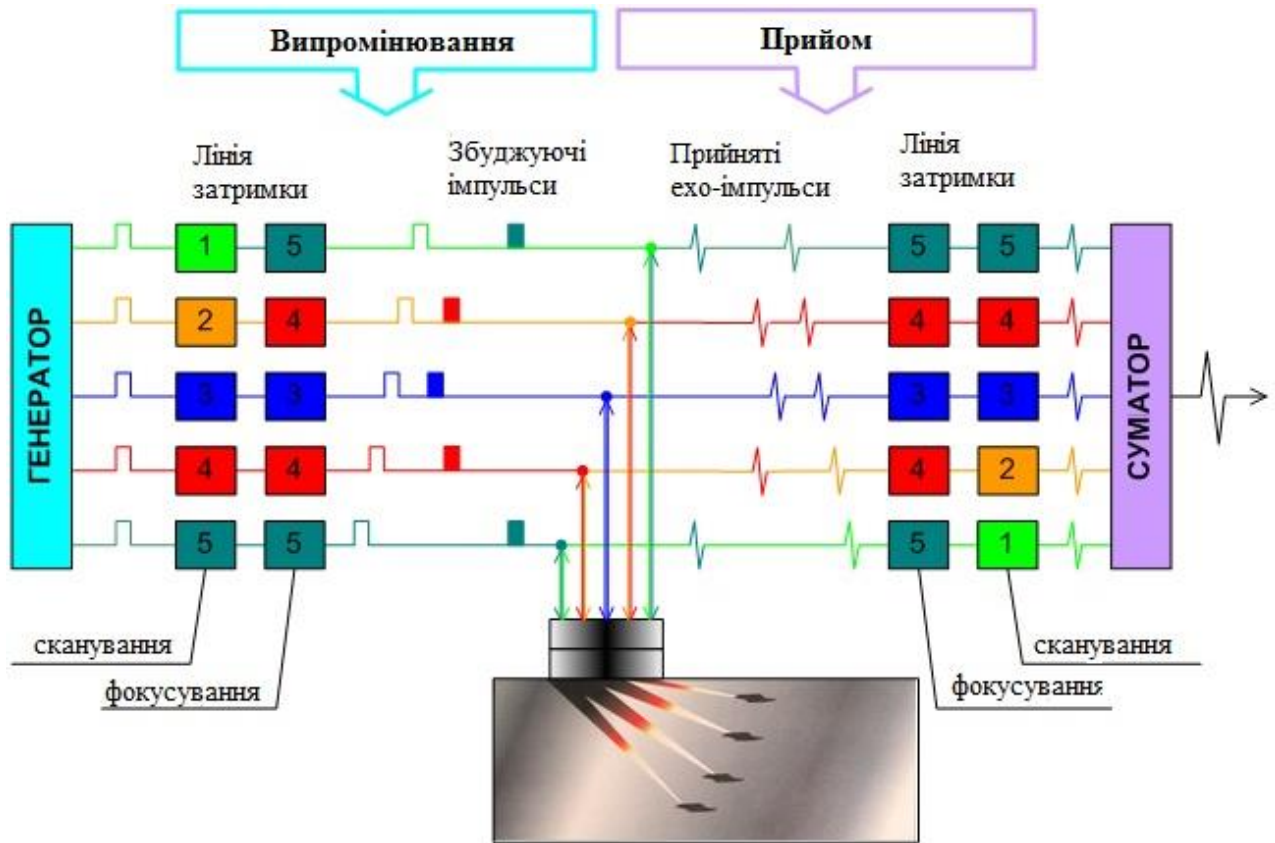 Випромінювання
Прийом
Лінія
затримки
Збуджуючі
імпульси
Прийняті
ехо-імпульси
Лінія
затримки
ГЕНЕРАТОР
1 5
2 4
3 3
4 4
5 5
5 5
4 4
3 3
4 2
5 1
СУМАТОР
сканування
фокусування
сканування
фокусування